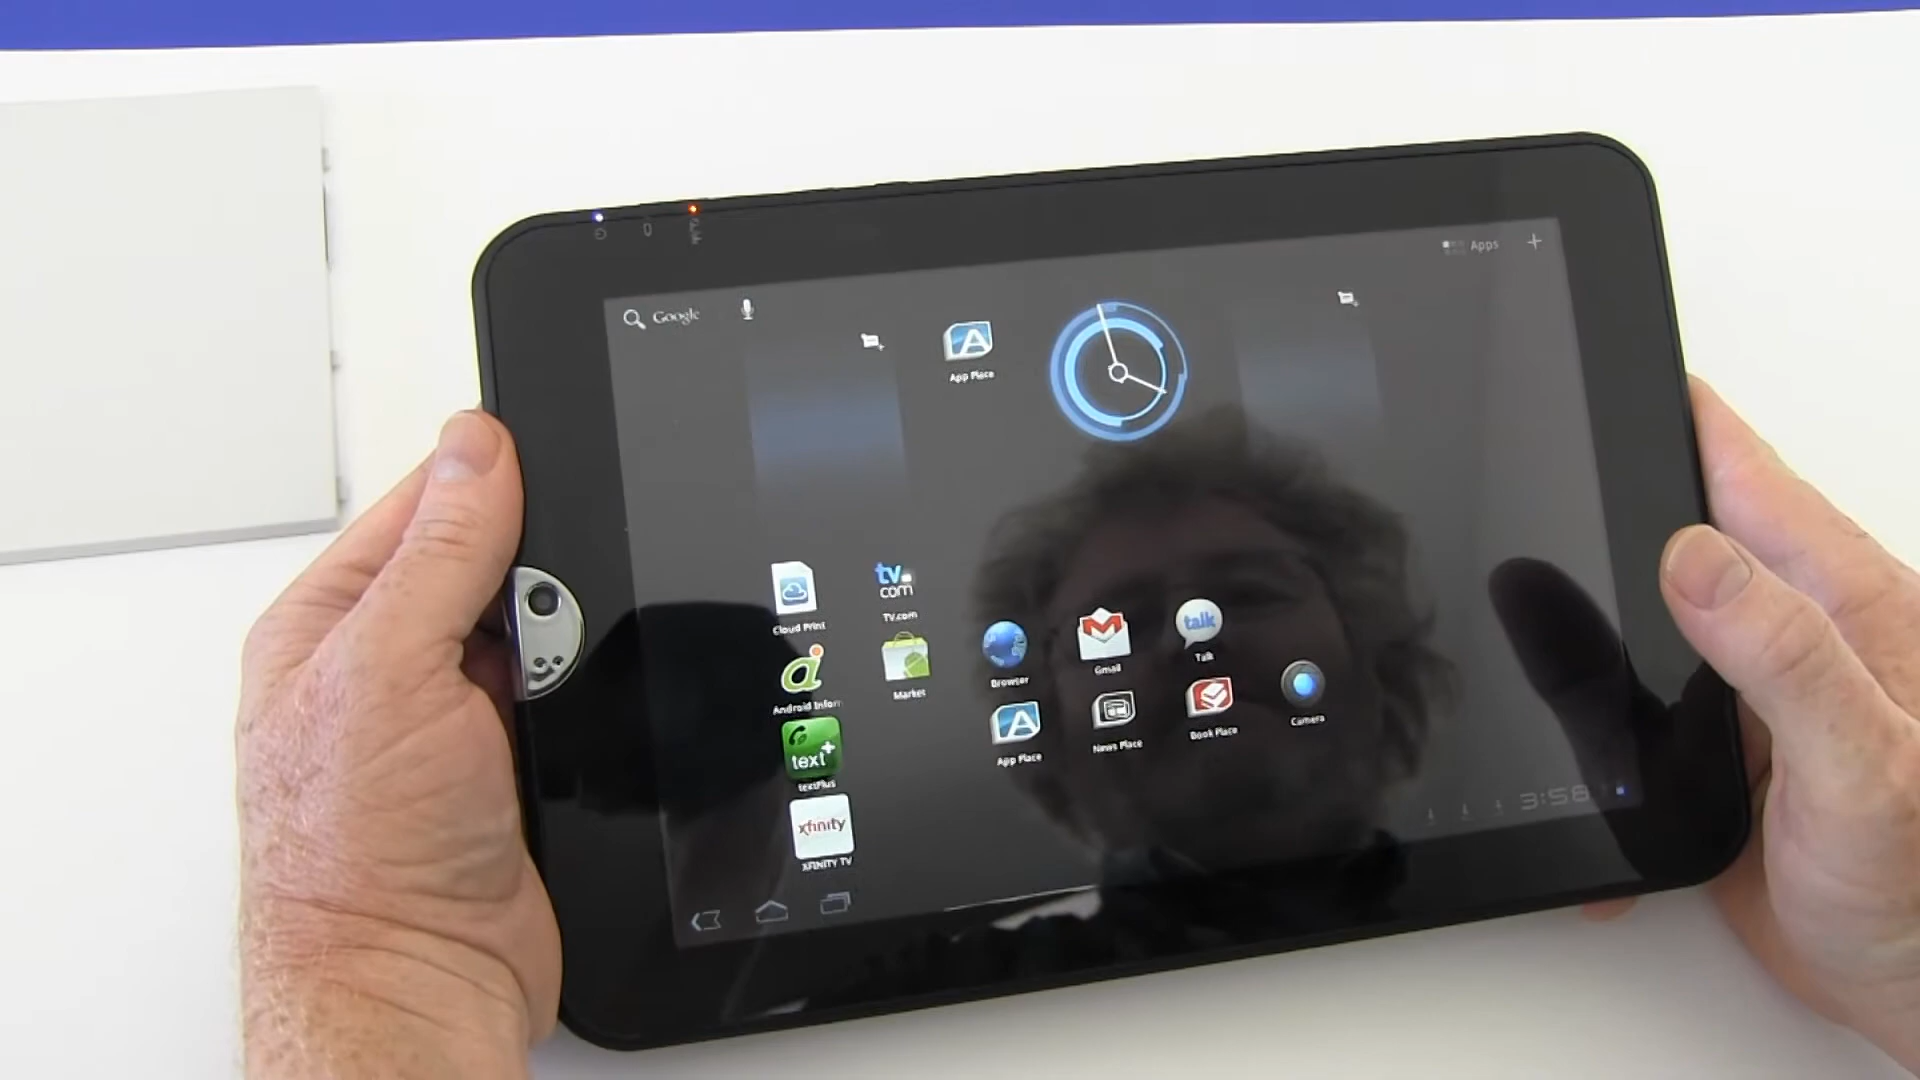 Google
Apps
App Place
tv
com
TV.com
Cloud Print
Android Infor
Market
Browser
Gmail
talk
Talk
text+
textPlus
App Place
News Place
Book Place
Camera
xfinity
XFINITY TV
3:58